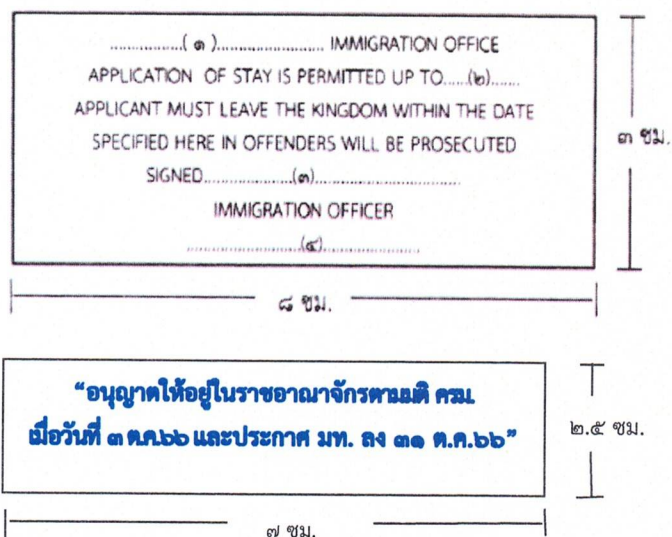 ..................( ๑ )........................ IMMIGRATION OFFICE
APPLICATION OF STAY IS PERMITTED UP TO.....(๒).......
APPLICANT MUST LEAVE THE KINGDOM WITHIN THE DATE
SPECIFIED HERE IN OFFENDERS WILL BE PROSECUTED
SIGNED......................(๓)....................................
IMMIGRATION OFFICER
............................(๔)........................
๓ ซม.
๘ ซม.
“อนุญาตให้อยู่ในราชอาณาจักรตามมติ ครม.
เมื่อวันที่ ๓ ต.ค.๖๖ และประกาศ มท. ลง ๓๑ ต.ค.๖๖”
๒.๕ ซม.
๗ ซม.